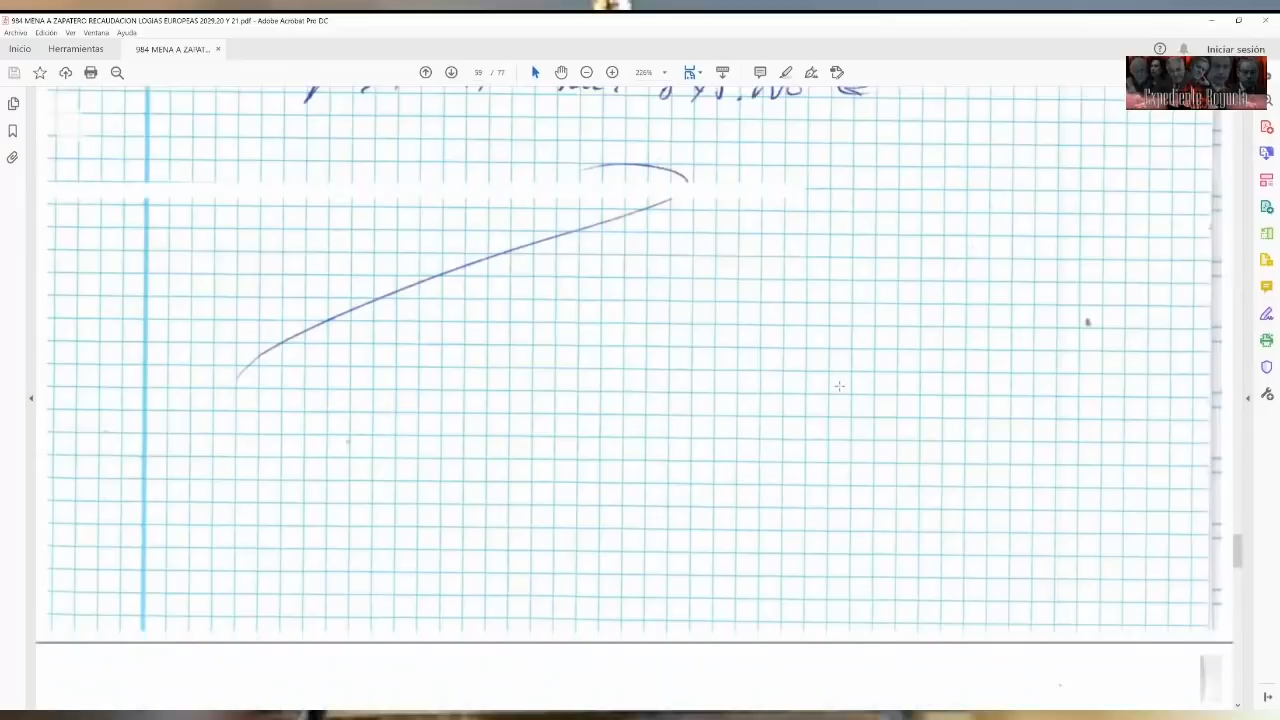 984 MENA A ZAPATERO RECAUDACION LOGIAS EUROPEAS 2029,20 Y 21.pdf - Adobe Acrobat Pro DC
Archivo Edición Ver Ventana Ayuda
Inicio Herramientas 984 MENA A ZAPAT... × Iniciar sesión
59 / 77 226%
Expediente Royuela